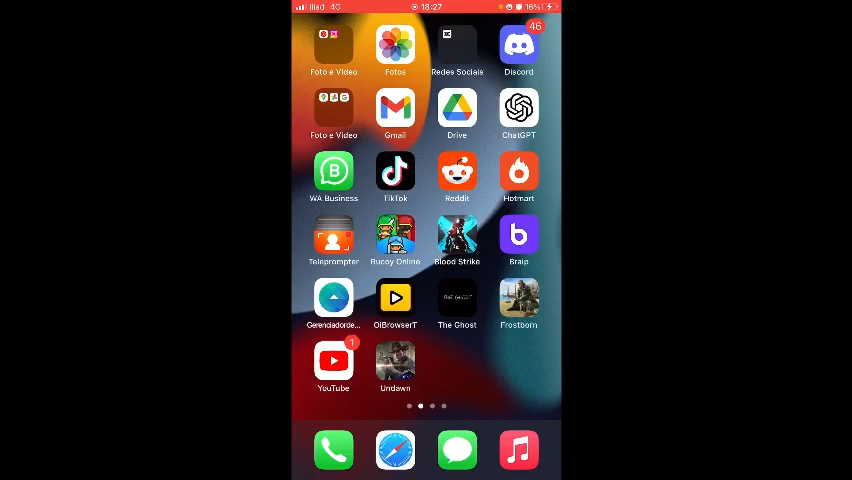 Iliad 4G 18:27 16%
46
Foto e Vídeo Fotos Redes Sociais Discord
Foto e Vídeo Gmail Drive ChatGPT
B
WA Business TikTok Reddit Hotmart
b
Teleprompter Rucoy Online Blood Strike Braip
Gerenciadorde... OiBrowserT The Ghost Frostborn
1
YouTube Undawn